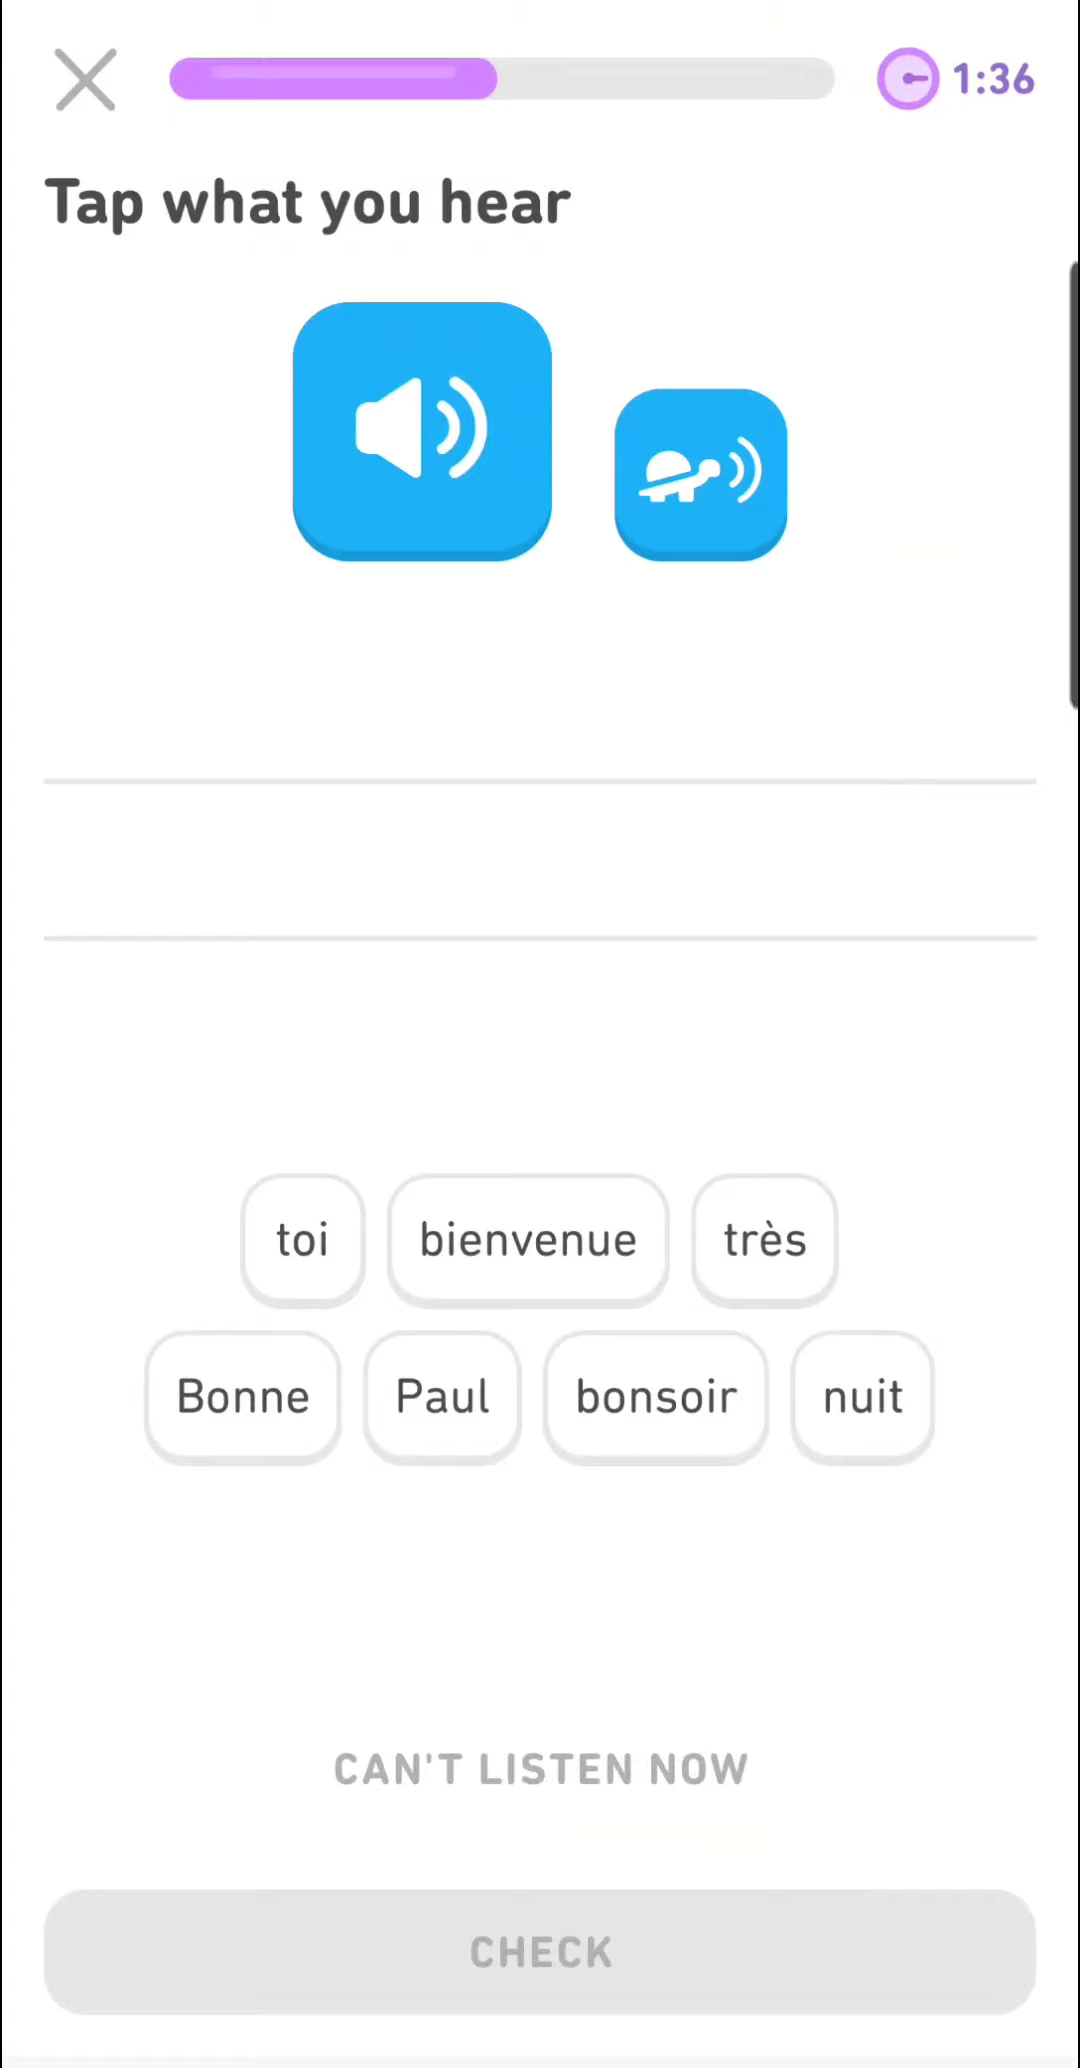 1:36
Tap what you hear
toi bienvenue très
Bonne Paul bonsoir nuit
CAN'T LISTEN NOW
CHECK